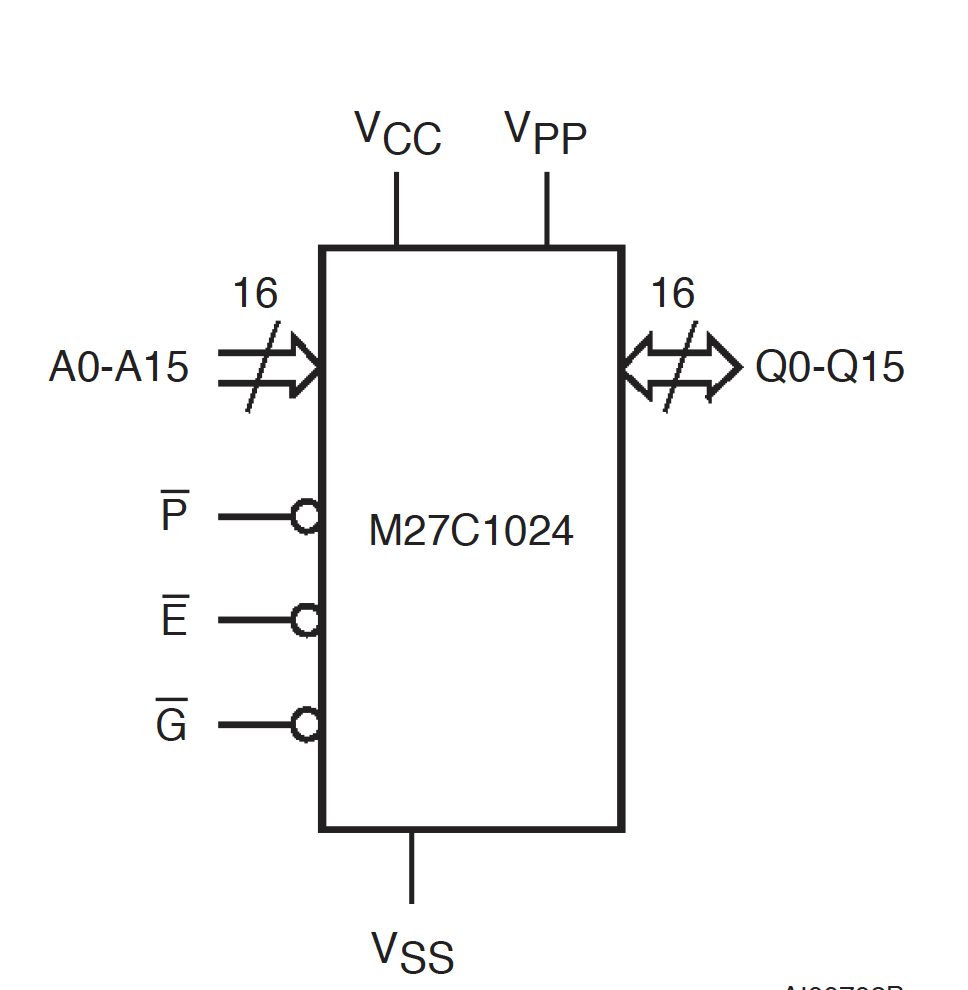 VCC VPP
16 16
A0-A15 Q0-Q15
P̅
M27C1024
E̅
G̅
VSS